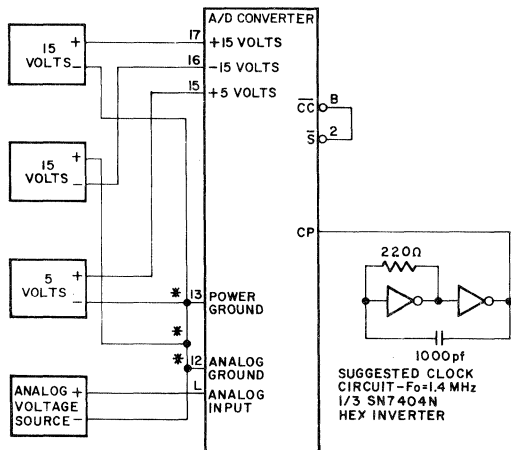 A/D CONVERTER
17
+15 VOLTS
16
-15 VOLTS
15
+5 VOLTS
15
VOLTS
+
-
15
VOLTS
+
-
5
VOLTS
+
-
ANALOG
VOLTAGE
SOURCE
+
-
CC B
S 2
CP
* 13 POWER
GROUND
*
* 12 ANALOG
GROUND
L ANALOG
INPUT
220Ω
1000pf
SUGGESTED CLOCK
CIRCUIT-Fo=1.4 MHz
1/3 SN7404N
HEX INVERTER